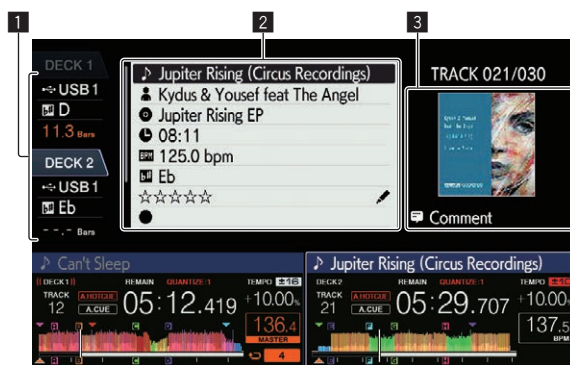 1
2
3
DECK 1
USB 1
D
11.3 Bars
DECK 2
USB 1
Eb
--.- Bars
Jupiter Rising (Circus Recordings)
Kydus & Yousef feat The Angel
Jupiter Rising EP
08:11
BPM 125.0 bpm
Eb
TRACK 021/030
Comment
Can't Sleep
DECK1
REMAIN
QUANTIZE:1
TEMPO ±16
TRACK
12
A.HOTCUE
A.CUE
05:12.419
+10.00%
136.4
MASTER
4
Jupiter Rising (Circus Recordings)
DECK2
REMAIN
QUANTIZE:1
TEMPO
TRACK
21
A.HOTCUE
A.CUE
05:29.707
+10.00
137.5
BPM